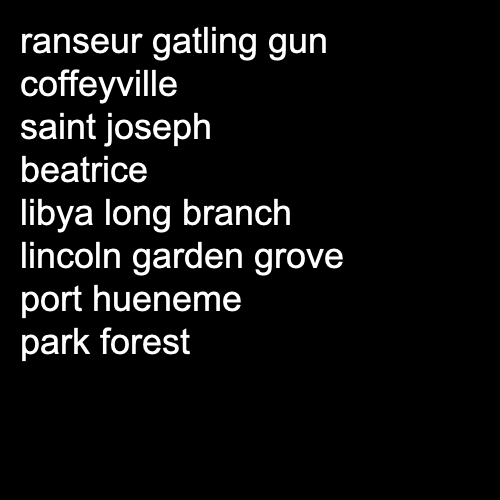 ranseur gatling gun
coffeyville
saint joseph
beatrice
libya long branch
lincoln garden grove
port hueneme
park forest